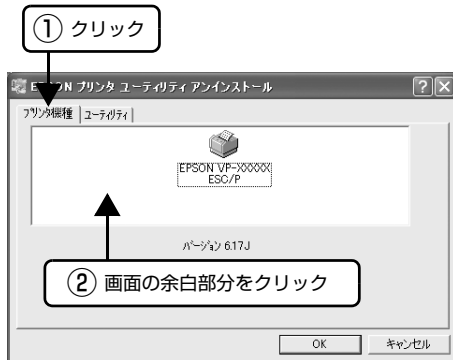 ① クリック
EPSON プリンタ ユーティリティ アンインストール
プリンタ機種 ユーティリティ
EPSON VP-XXXXX
ESC/P
バージョン 6.17J
② 画面の余白部分をクリック
OK キャンセル